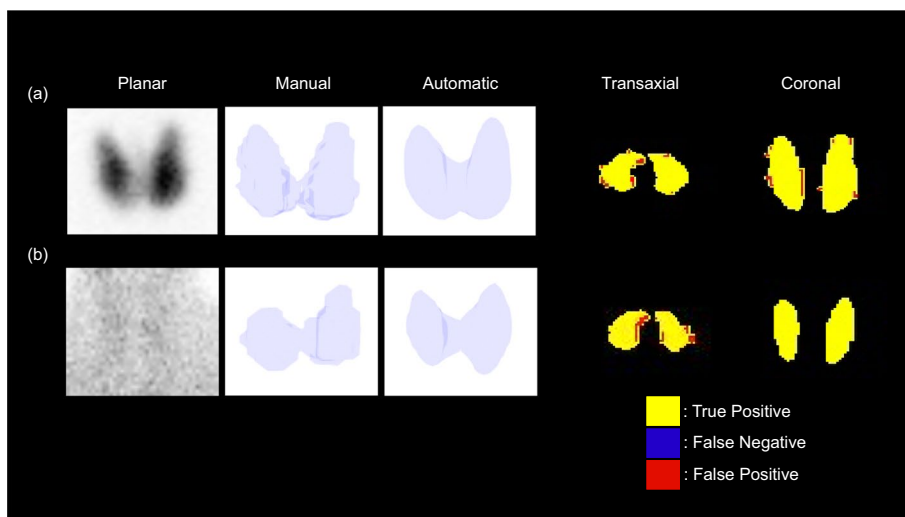 Planar Manual Automatic Transaxial Coronal
(a)
(b)
: True Positive
: False Negative
: False Positive